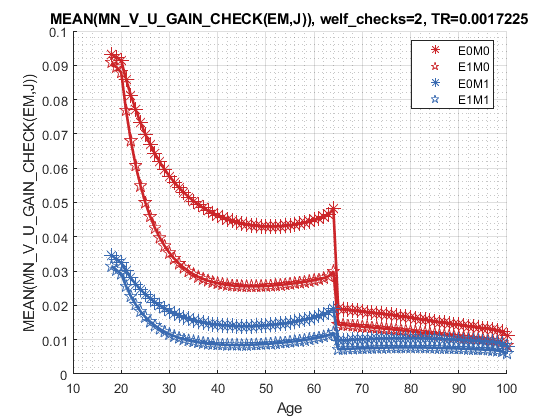 MEAN(MN_V_U_GAIN_CHECK(EM,J)), welf_checks=2, TR=0.0017225
MEAN(MN_V_U_GAIN_CHECK(EM,J))
0.1
0.09
0.08
0.07
0.06
0.05
0.04
0.03
0.02
0.01
0
E0M0
E1M0
E0M1
E1M1
10 20 30 40 50 60 70 80 90 100
Age